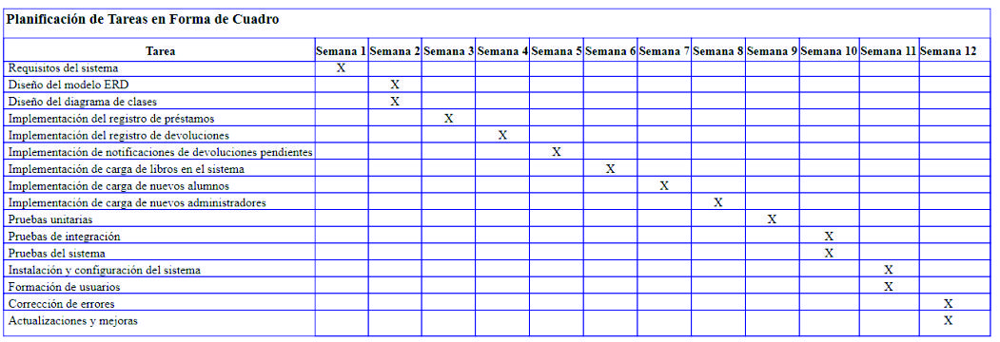 Planificación de Tareas en Forma de Cuadro
Tarea Semana 1 Semana 2 Semana 3 Semana 4 Semana 5 Semana 6 Semana 7 Semana 8 Semana 9 Semana 10 Semana 11 Semana 12
Requisitos del sistema X
Diseño del modelo ERD X
Diseño del diagrama de clases X
Implementación del registro de préstamos X
Implementación del registro de devoluciones X
Implementación de notificaciones de devoluciones pendientes X
Implementación de carga de libros en el sistema X
Implementación de carga de nuevos alumnos X
Implementación de carga de nuevos administradores X
Pruebas unitarias X
Pruebas de integración X
Pruebas del sistema X
Instalación y configuración del sistema X
Formación de usuarios X
Corrección de errores X
Actualizaciones y mejoras X